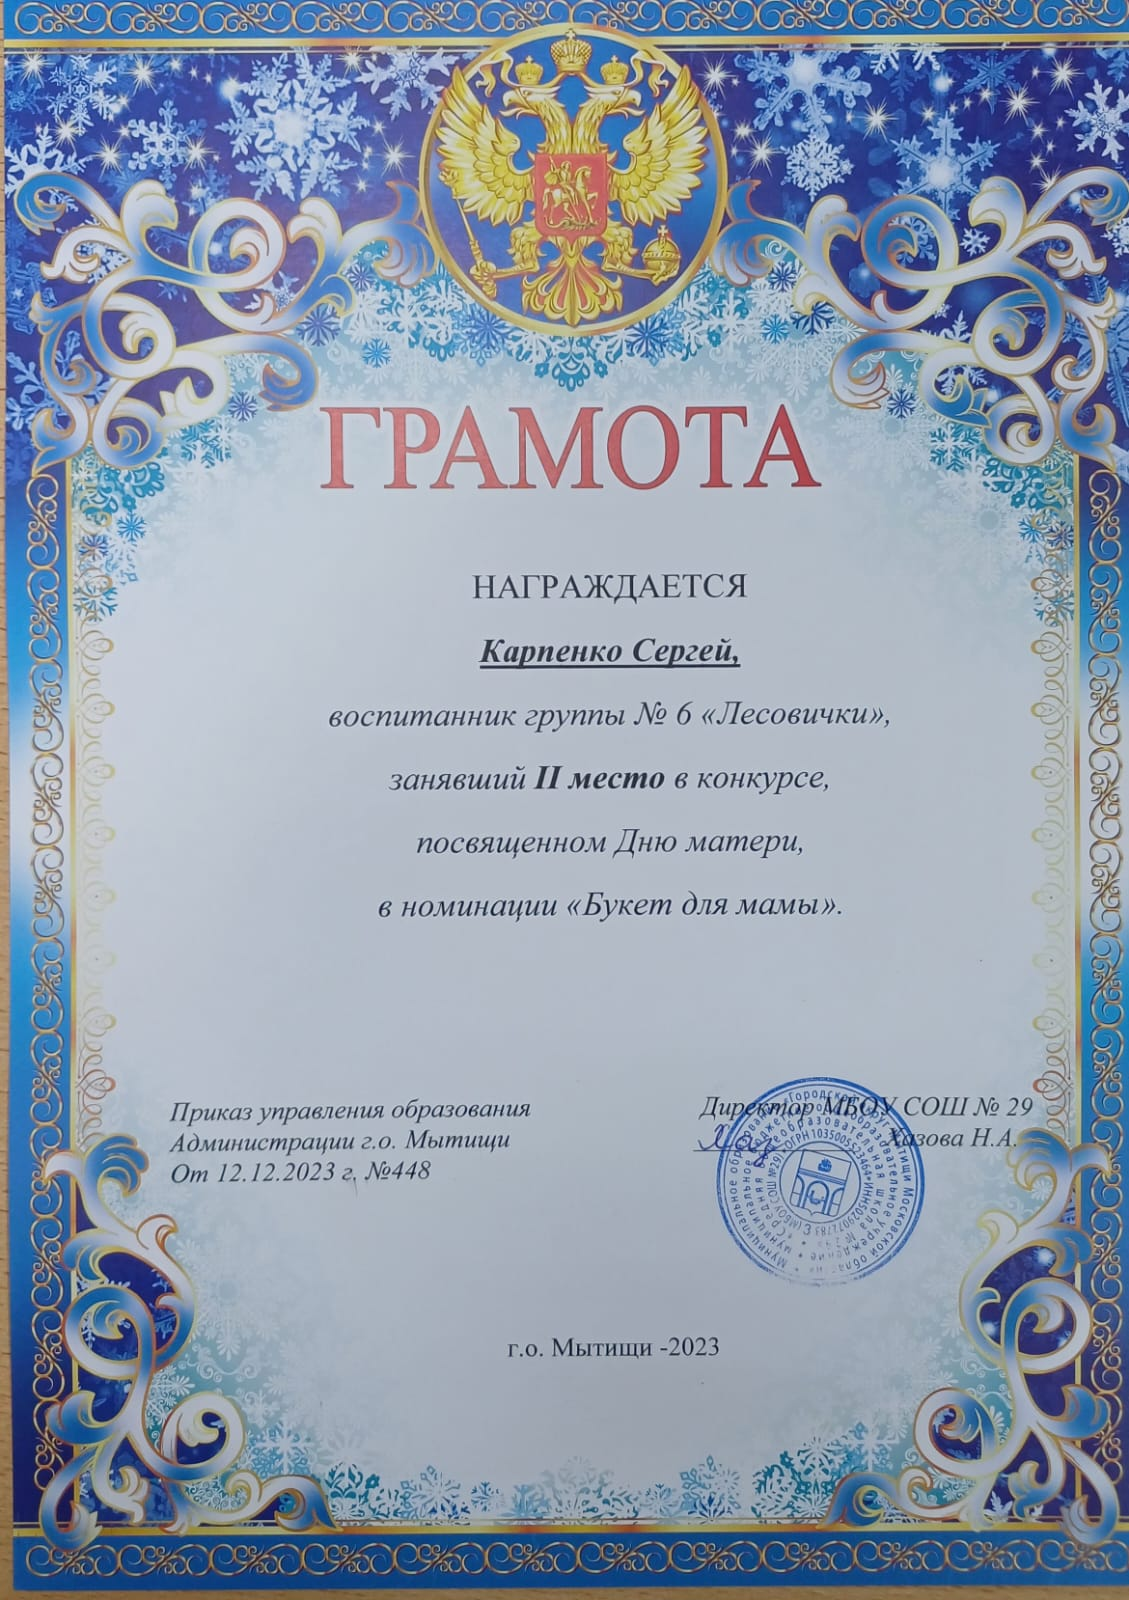 ГРАМОТА
НАГРАЖДАЕТСЯ
Карпенко Сергей,
воспитанник группы № 6 «Лесовички»,
занявший II место в конкурсе,
посвященном Дню матери,
в номинации «Букет для мамы».
Приказ управления образования
Администрации г.о. Мытищи
От 12.12.2023 г. №448
Директор МБОУ СОШ № 29
Хазова Н.А.
г.о. Мытищи -2023